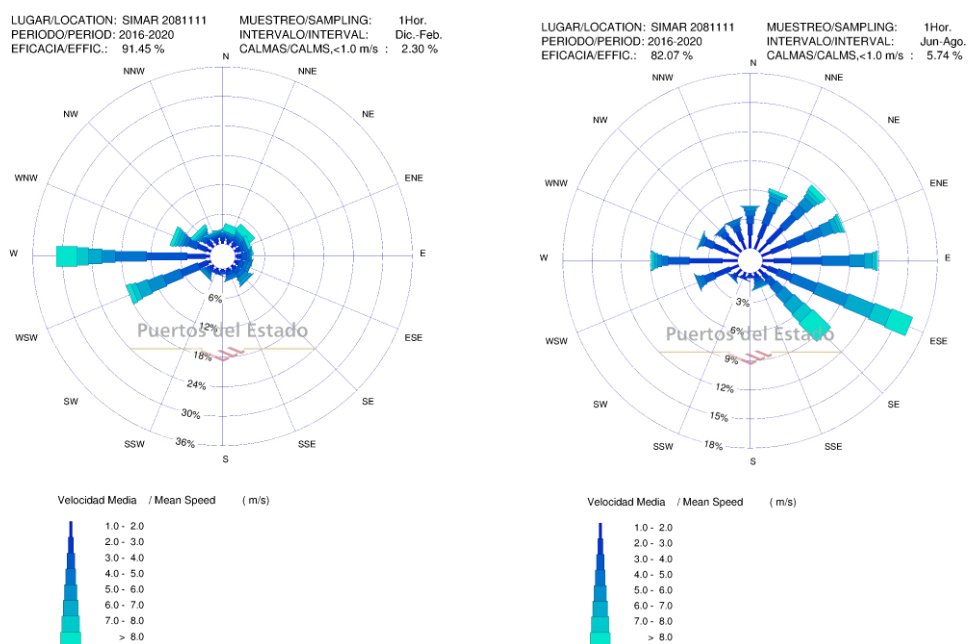 LUGAR/LOCATION: SIMAR 2081111 MUESTREO/SAMPLING: 1Hor.
PERIODO/PERIOD: 2016-2020 INTERVALO/INTERVAL: Dic.-Feb.
EFICACIA/EFFIC.: 91.45 % CALMAS/CALMS,<1.0 m/s : 2.30 %
N
NNW NNE
NW NE
WNW ENE
W E
WSW ESE
SW SE
SSW SSE
S
6%
12%
18%
24%
30%
36%
Puertos del Estado
Velocidad Media / Mean Speed ( m/s)
1.0 - 2.0
2.0 - 3.0
3.0 - 4.0
4.0 - 5.0
5.0 - 6.0
6.0 - 7.0
7.0 - 8.0
> 8.0
LUGAR/LOCATION: SIMAR 2081111 MUESTREO/SAMPLING: 1Hor.
PERIODO/PERIOD: 2016-2020 INTERVALO/INTERVAL: Jun-Ago.
EFICACIA/EFFIC.: 82.07 % CALMAS/CALMS,<1.0 m/s : 5.74 %
N
NNW NNE
NW NE
WNW ENE
W E
WSW ESE
SW SE
SSW SSE
S
3%
6%
9%
12%
15%
18%
Puertos del Estado
Velocidad Media / Mean Speed ( m/s)
1.0 - 2.0
2.0 - 3.0
3.0 - 4.0
4.0 - 5.0
5.0 - 6.0
6.0 - 7.0
7.0 - 8.0
> 8.0